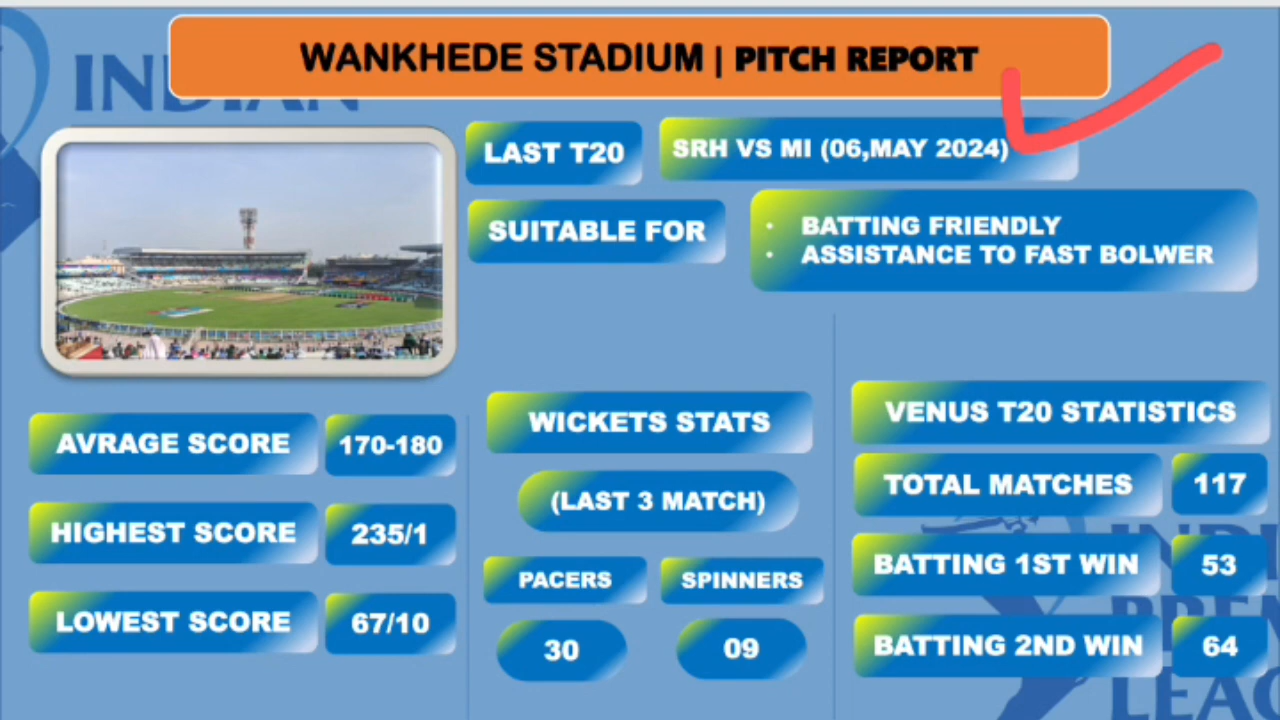 INDIAN
WANKHEDE STADIUM | PITCH REPORT
LAST T20
SRH VS MI (06,MAY 2024)
SUITABLE FOR
• BATTING FRIENDLY
• ASSISTANCE TO FAST BOLWER
AVRAGE SCORE
170-180
HIGHEST SCORE
235/1
LOWEST SCORE
67/10
WICKETS STATS
(LAST 3 MATCH)
PACERS
SPINNERS
30
09
VENUS T20 STATISTICS
TOTAL MATCHES
117
BATTING 1ST WIN
53
BATTING 2ND WIN
64